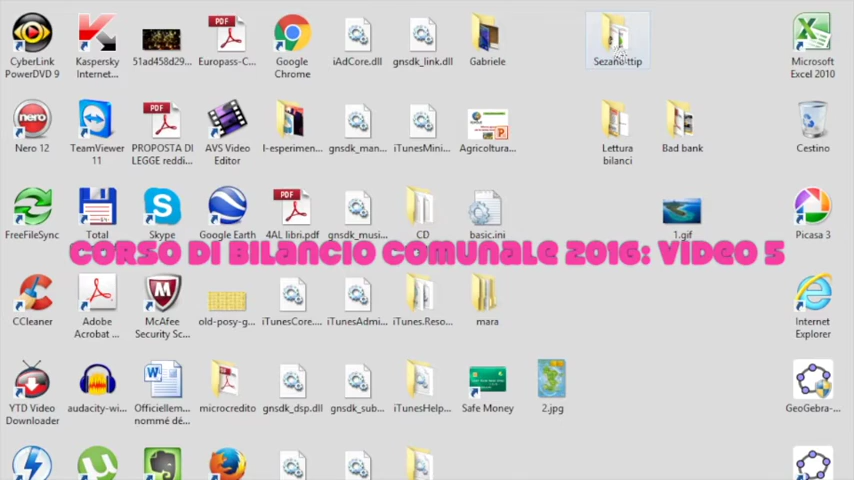 CyberLink
PowerDVD 9
Kaspersky
Internet...
51ad458d29...
PDF
Europass-C...
Google
Chrome
iAdCore.dll
gnsdk_link.dll
Gabriele
Microsoft
Excel 2010
nero
Nero 12
TeamViewer
11
PDF
PROPOSTA DI
LEGGE reddi...
AVS Video
Editor
I-esperimen...
gnsdk_man...
iTunesMini...
Agricoltura...
Lettura
bilanci
Bad bank
Cestino
FreeFileSync
Total
Skype
Google Earth
PDF
4AL libri.pdf
gnsdk_musi...
CD
basic.ini
1.gif
Picasa 3
CORSO DI BILANCIO COMUNALE 2016: VIDEO 5
CCleaner
Adobe
Acrobat ...
McAfee
Security Sc...
old-posy-g...
iTunesCore....
iTunesAdmi...
iTunes.Reso...
mara
Internet
Explorer
YTD Video
Downloader
audacity-wi...
Officiellem...
nommé dé...
microcredito
gnsdk_dsp.dll
gnsdk_sub...
iTunesHelp...
Safe Money
2.jpg
GeoGebra-...